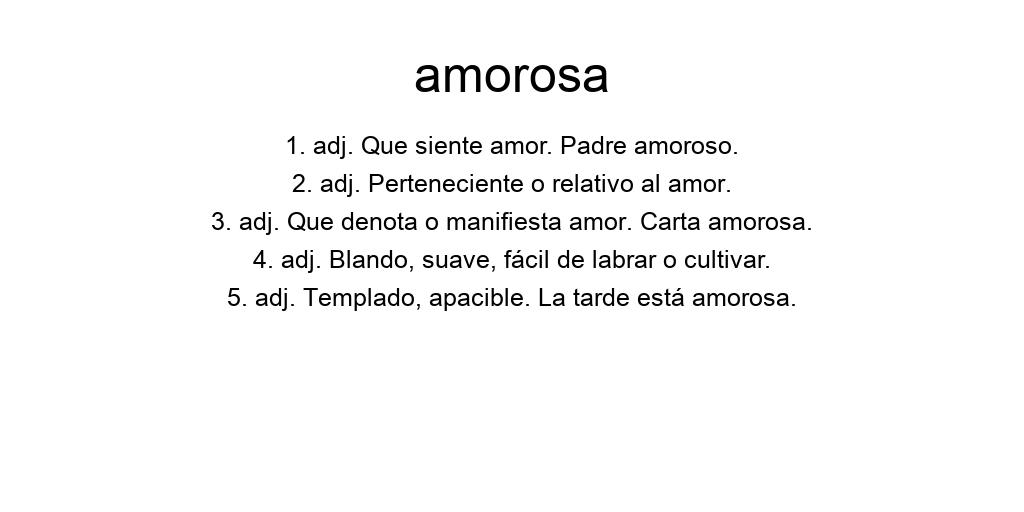 amorosa
1. adj. Que siente amor. Padre amoroso.
2. adj. Perteneciente o relativo al amor.
3. adj. Que denota o manifiesta amor. Carta amorosa.
4. adj. Blando, suave, fácil de labrar o cultivar.
5. adj. Templado, apacible. La tarde está amorosa.